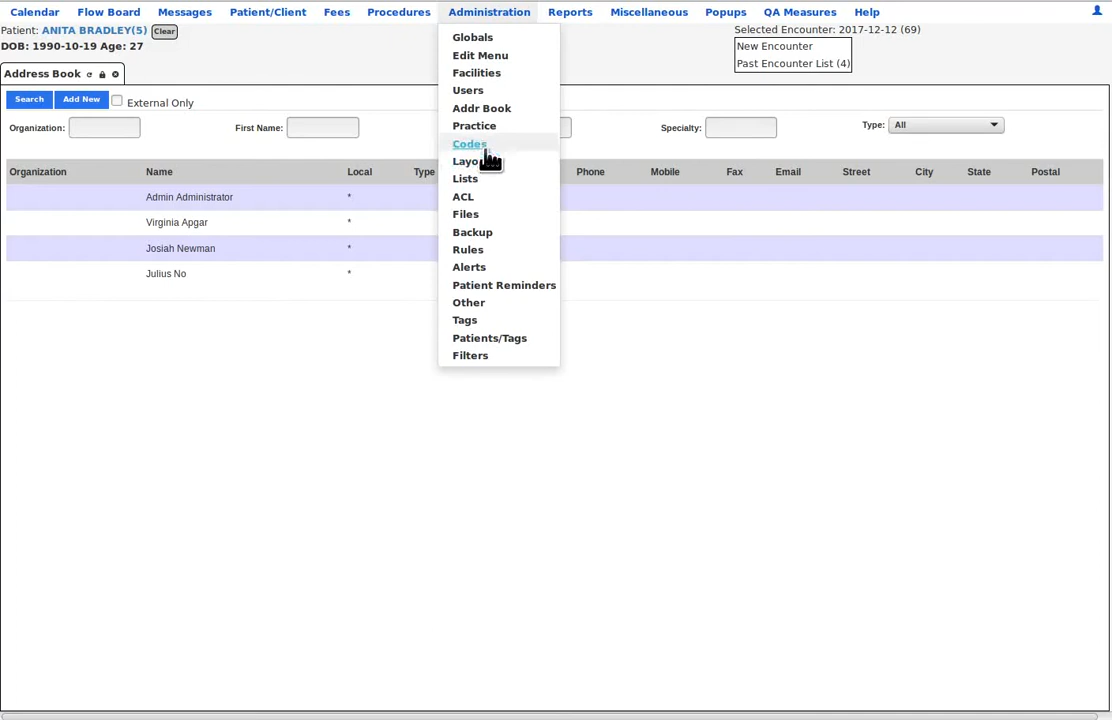 Calendar Flow Board Messages Patient/Client Fees Procedures Administration Reports Miscellaneous Popups QA Measures Help
Patient: ANITA BRADLEY(5) Clear
DOB: 1990-10-19 Age: 27
Selected Encounter: 2017-12-12 (69)
New Encounter
Past Encounter List (4)
Globals
Edit Menu
Facilities
Users
Addr Book
Practice
Codes
Lists
ACL
Files
Backup
Rules
Alerts
Patient Reminders
Other
Tags
Patients/Tags
Filters
Address Book
Search Add New External Only
Organization: First Name: Specialty: Type: All
Organization Name Local Type Phone Mobile Fax Email Street City State Postal
Admin Administrator *
Virginia Apgar *
Josiah Newman *
Julius No *